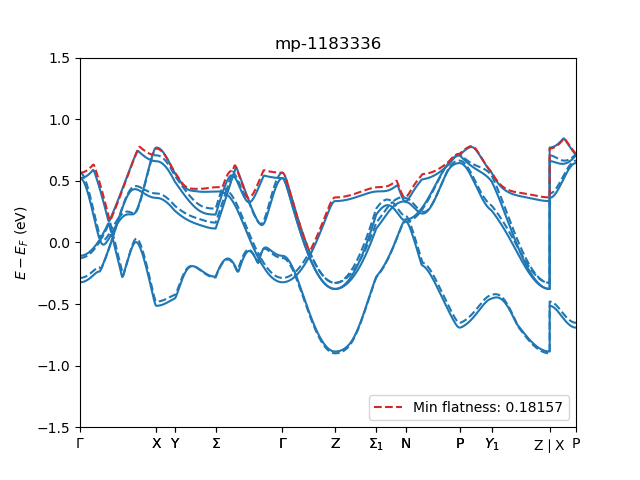 mp-1183336
E − E_F (eV)
1.5
1.0
0.5
0.0
−0.5
−1.0
−1.5
Min flatness: 0.18157
Γ X Y Σ Γ Z Σ₁ N P Y₁ Z | X P